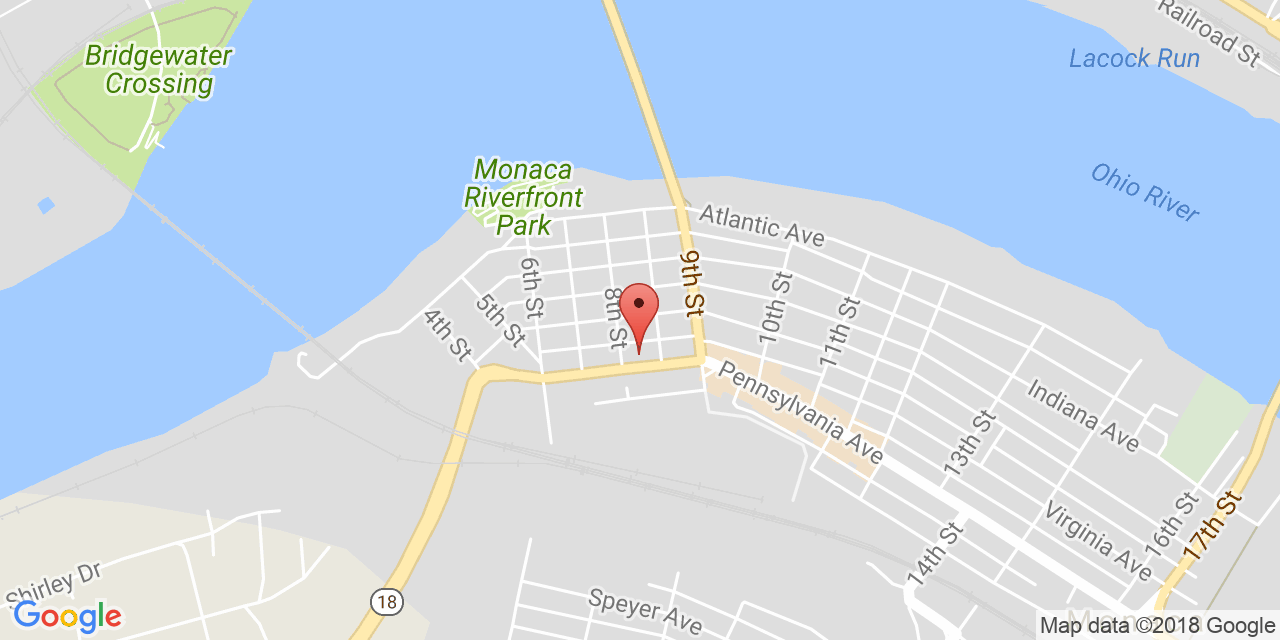 Railroad St
Bridgewater
Crossing
Lacock Run
Monaca
Riverfront
Park
Ohio River
Atlantic Ave
6th St
9th St
5th St
8th St
10th St
4th St
11th St
Pennsylvania Ave
Indiana Ave
13th St
Virginia Ave
16th St
17th St
14th St
Shirley Dr
18
Speyer Ave
Google
Map data ©2018 Google